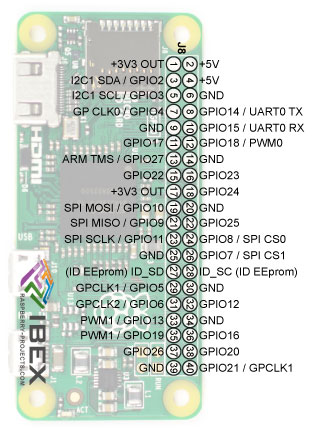 J8
+3V3 OUT 1 2 +5V
I2C1 SDA / GPIO2 3 4 +5V
I2C1 SCL / GPIO3 5 6 GND
GP CLK0 / GPIO4 7 8 GPIO14 / UART0 TX
GND 9 10 GPIO15 / UART0 RX
GPIO17 11 12 GPIO18 / PWM0
ARM TMS / GPIO27 13 14 GND
GPIO22 15 16 GPIO23
+3V3 OUT 17 18 GPIO24
SPI MOSI / GPIO10 19 20 GND
SPI MISO / GPIO9 21 22 GPIO25
SPI SCLK / GPIO11 23 24 GPIO8 / SPI CS0
GND 25 26 GPIO7 / SPI CS1
(ID EEprom) ID_SD 27 28 ID_SC (ID EEprom)
GPCLK1 / GPIO5 29 30 GND
GPCLK2 / GPIO6 31 32 GPIO12
PWM1 / GPIO13 33 34 GND
PWM1 / GPIO19 35 36 GPIO16
GPIO26 37 38 GPIO20
GND 39 40 GPIO21 / GPCLK1
HDMI
USB
IBEX
RASPBERRY-PROJECTS.COM
RUN
ACT